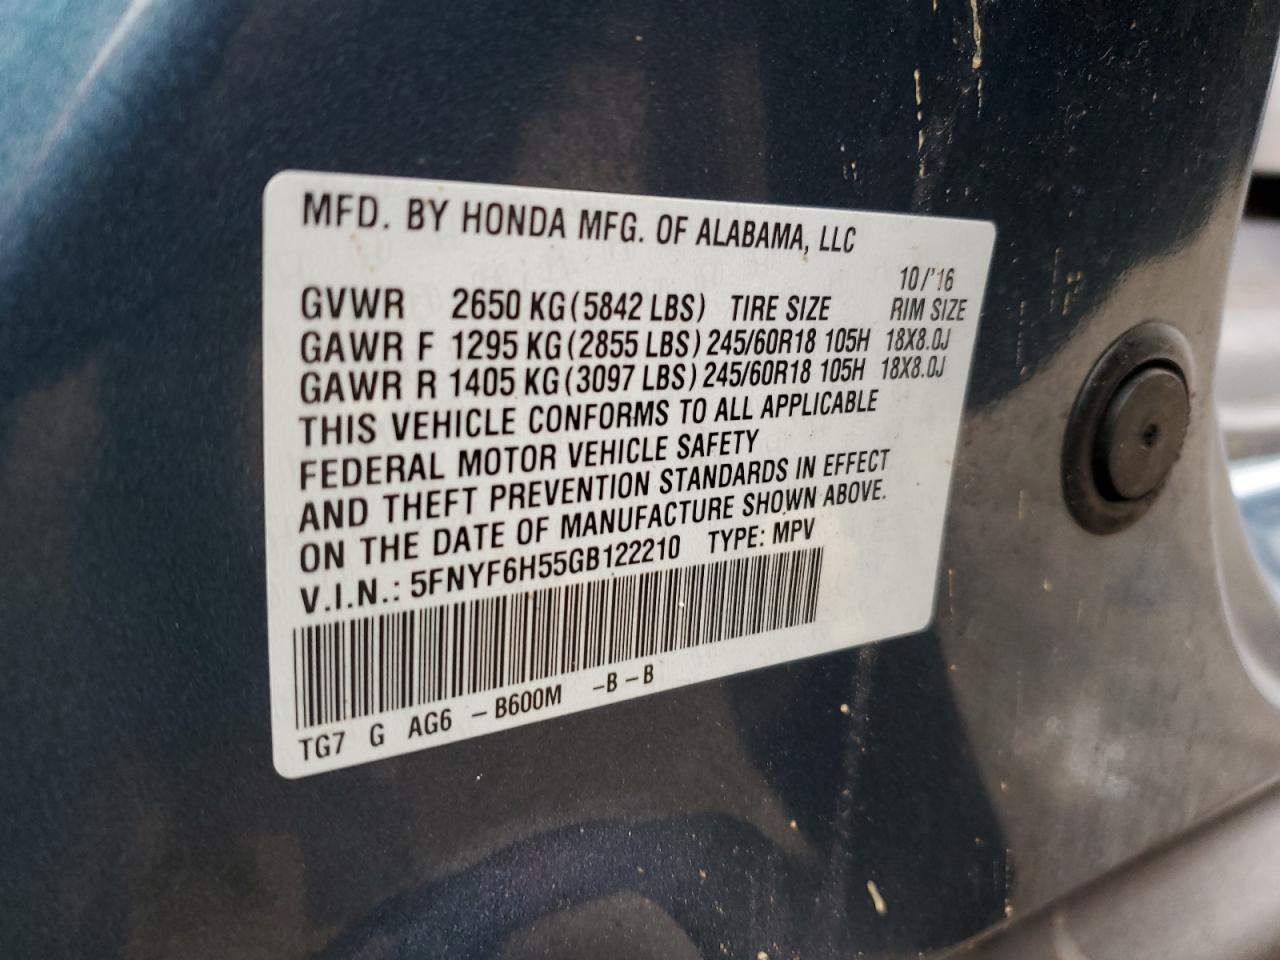 MFD. BY HONDA MFG. OF ALABAMA, LLC
10/'16
GVWR 2650 KG (5842 LBS) TIRE SIZE RIM SIZE
GAWR F 1295 KG (2855 LBS) 245/60R18 105H 18X8.0J
GAWR R 1405 KG (3097 LBS) 245/60R18 105H 18X8.0J
THIS VEHICLE CONFORMS TO ALL APPLICABLE
FEDERAL MOTOR VEHICLE SAFETY
AND THEFT PREVENTION STANDARDS IN EFFECT
ON THE DATE OF MANUFACTURE SHOWN ABOVE.
V.I.N.: 5FNYF6H55GB122210 TYPE: MPV
TG7 G AG6 – B600M –B – B